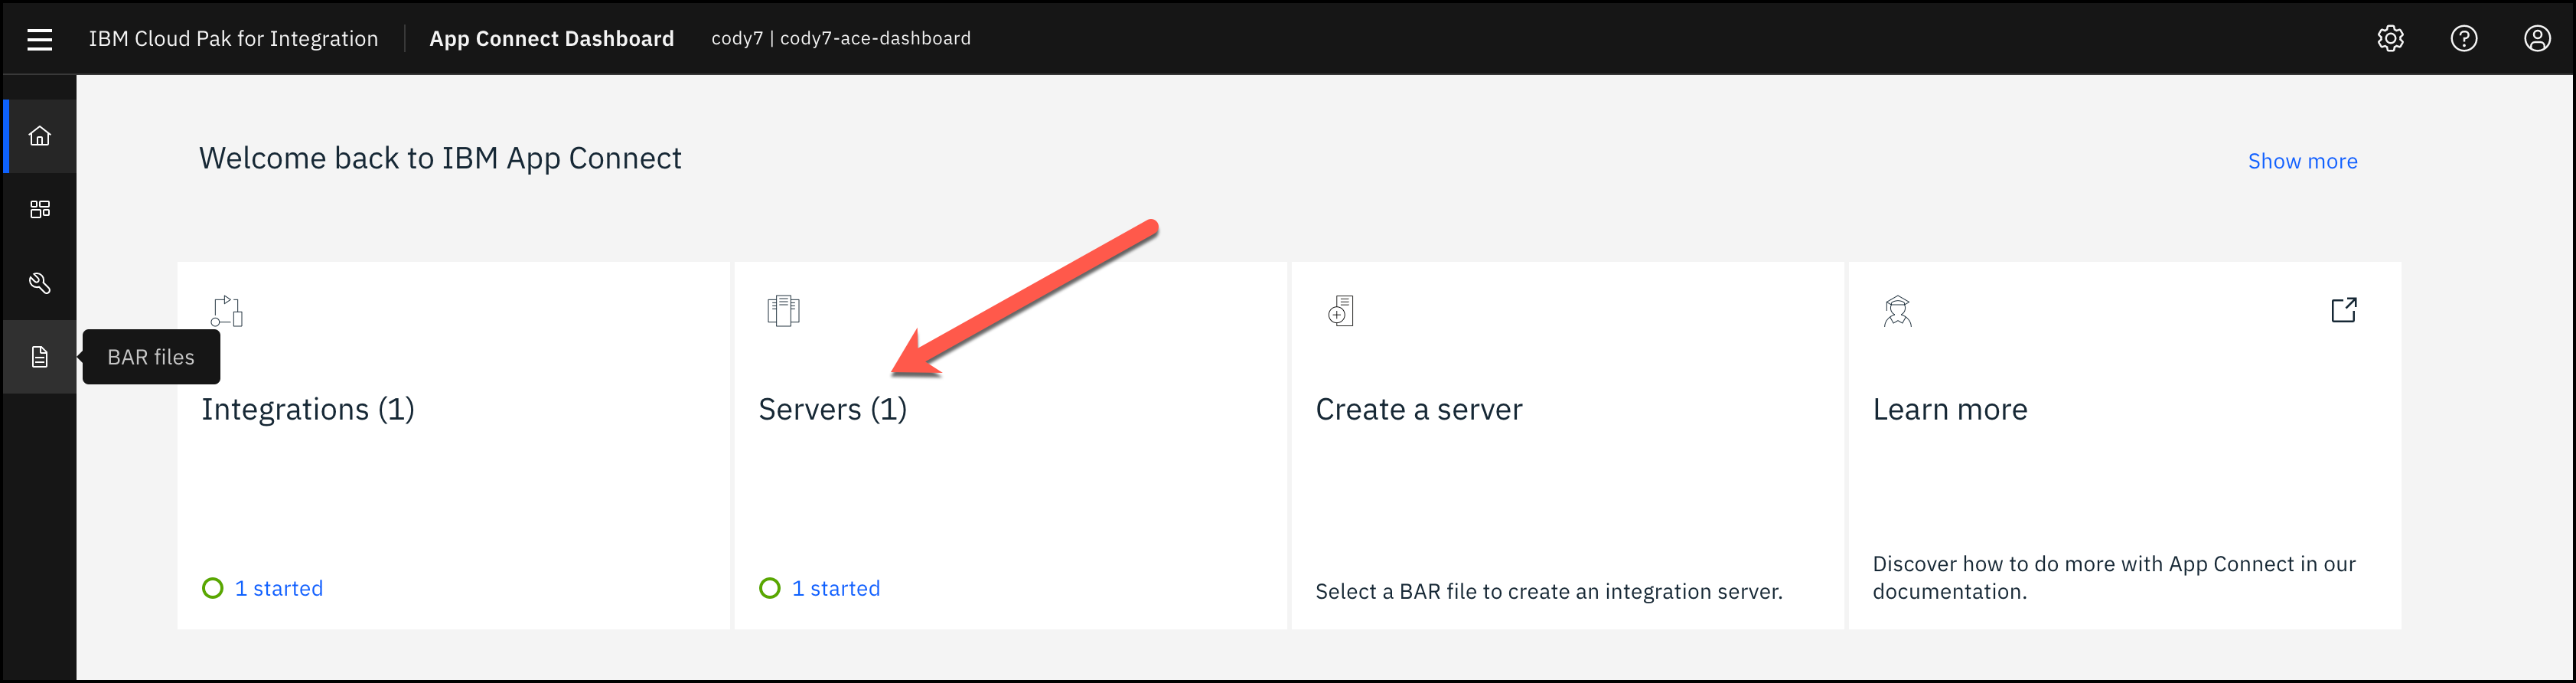 IBM Cloud Pak for Integration
App Connect Dashboard
cody7 | cody7-ace-dashboard
Welcome back to IBM App Connect
Show more
BAR files
Integrations (1)
1 started
Servers (1)
1 started
Create a server
Select a BAR file to create an integration server.
Learn more
Discover how to do more with App Connect in our
documentation.